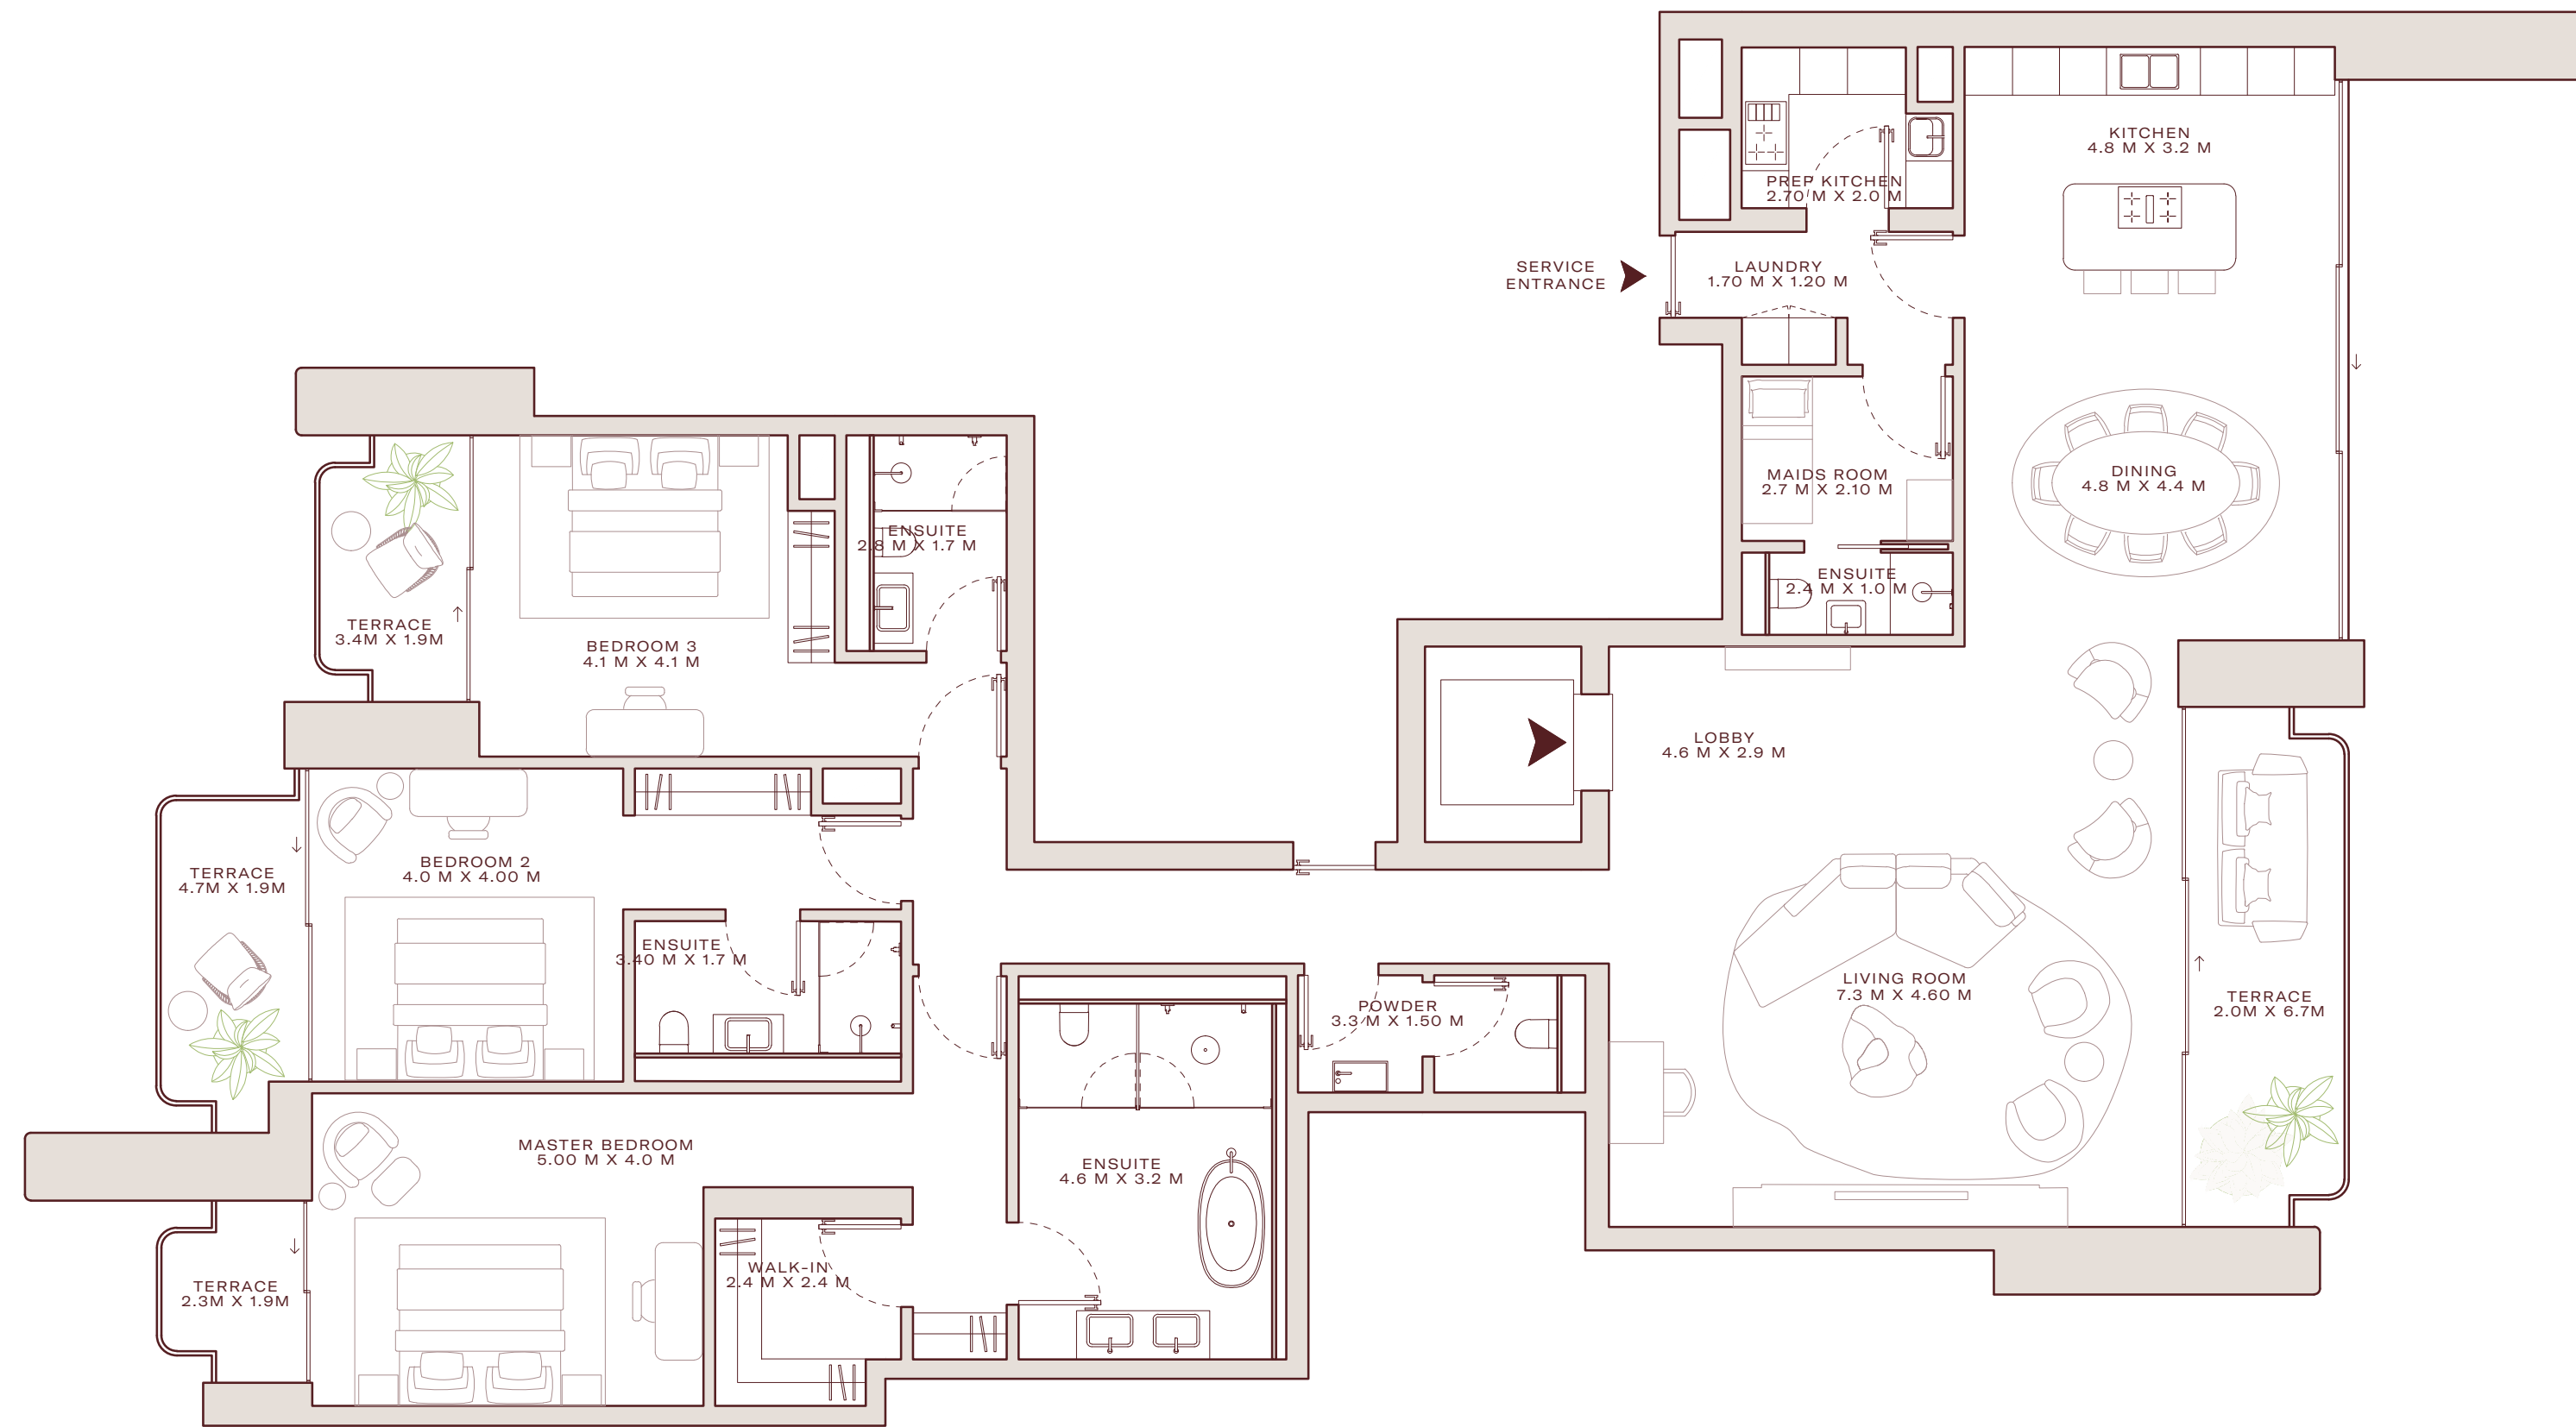 KITCHEN
4.8 M X 3.2 M
PREP KITCHEN
2.70 M X 2.0 M
SERVICE
ENTRANCE
LAUNDRY
1.70 M X 1.20 M
MAIDS ROOM
2.7 M X 2.10 M
DINING
4.8 M X 4.4 M
ENSUITE
2.8 M X 1.7 M
ENSUITE
2.4 M X 1.0 M
TERRACE
3.4M X 1.9M
BEDROOM 3
4.1 M X 4.1 M
LOBBY
4.6 M X 2.9 M
TERRACE
4.7M X 1.9M
BEDROOM 2
4.0 M X 4.00 M
ENSUITE
3.40 M X 1.7 M
LIVING ROOM
7.3 M X 4.60 M
POWDER
3.3 M X 1.50 M
TERRACE
2.0M X 6.7M
MASTER BEDROOM
5.00 M X 4.0 M
ENSUITE
4.6 M X 3.2 M
WALK-IN
2.4 M X 2.4 M
TERRACE
2.3M X 1.9M